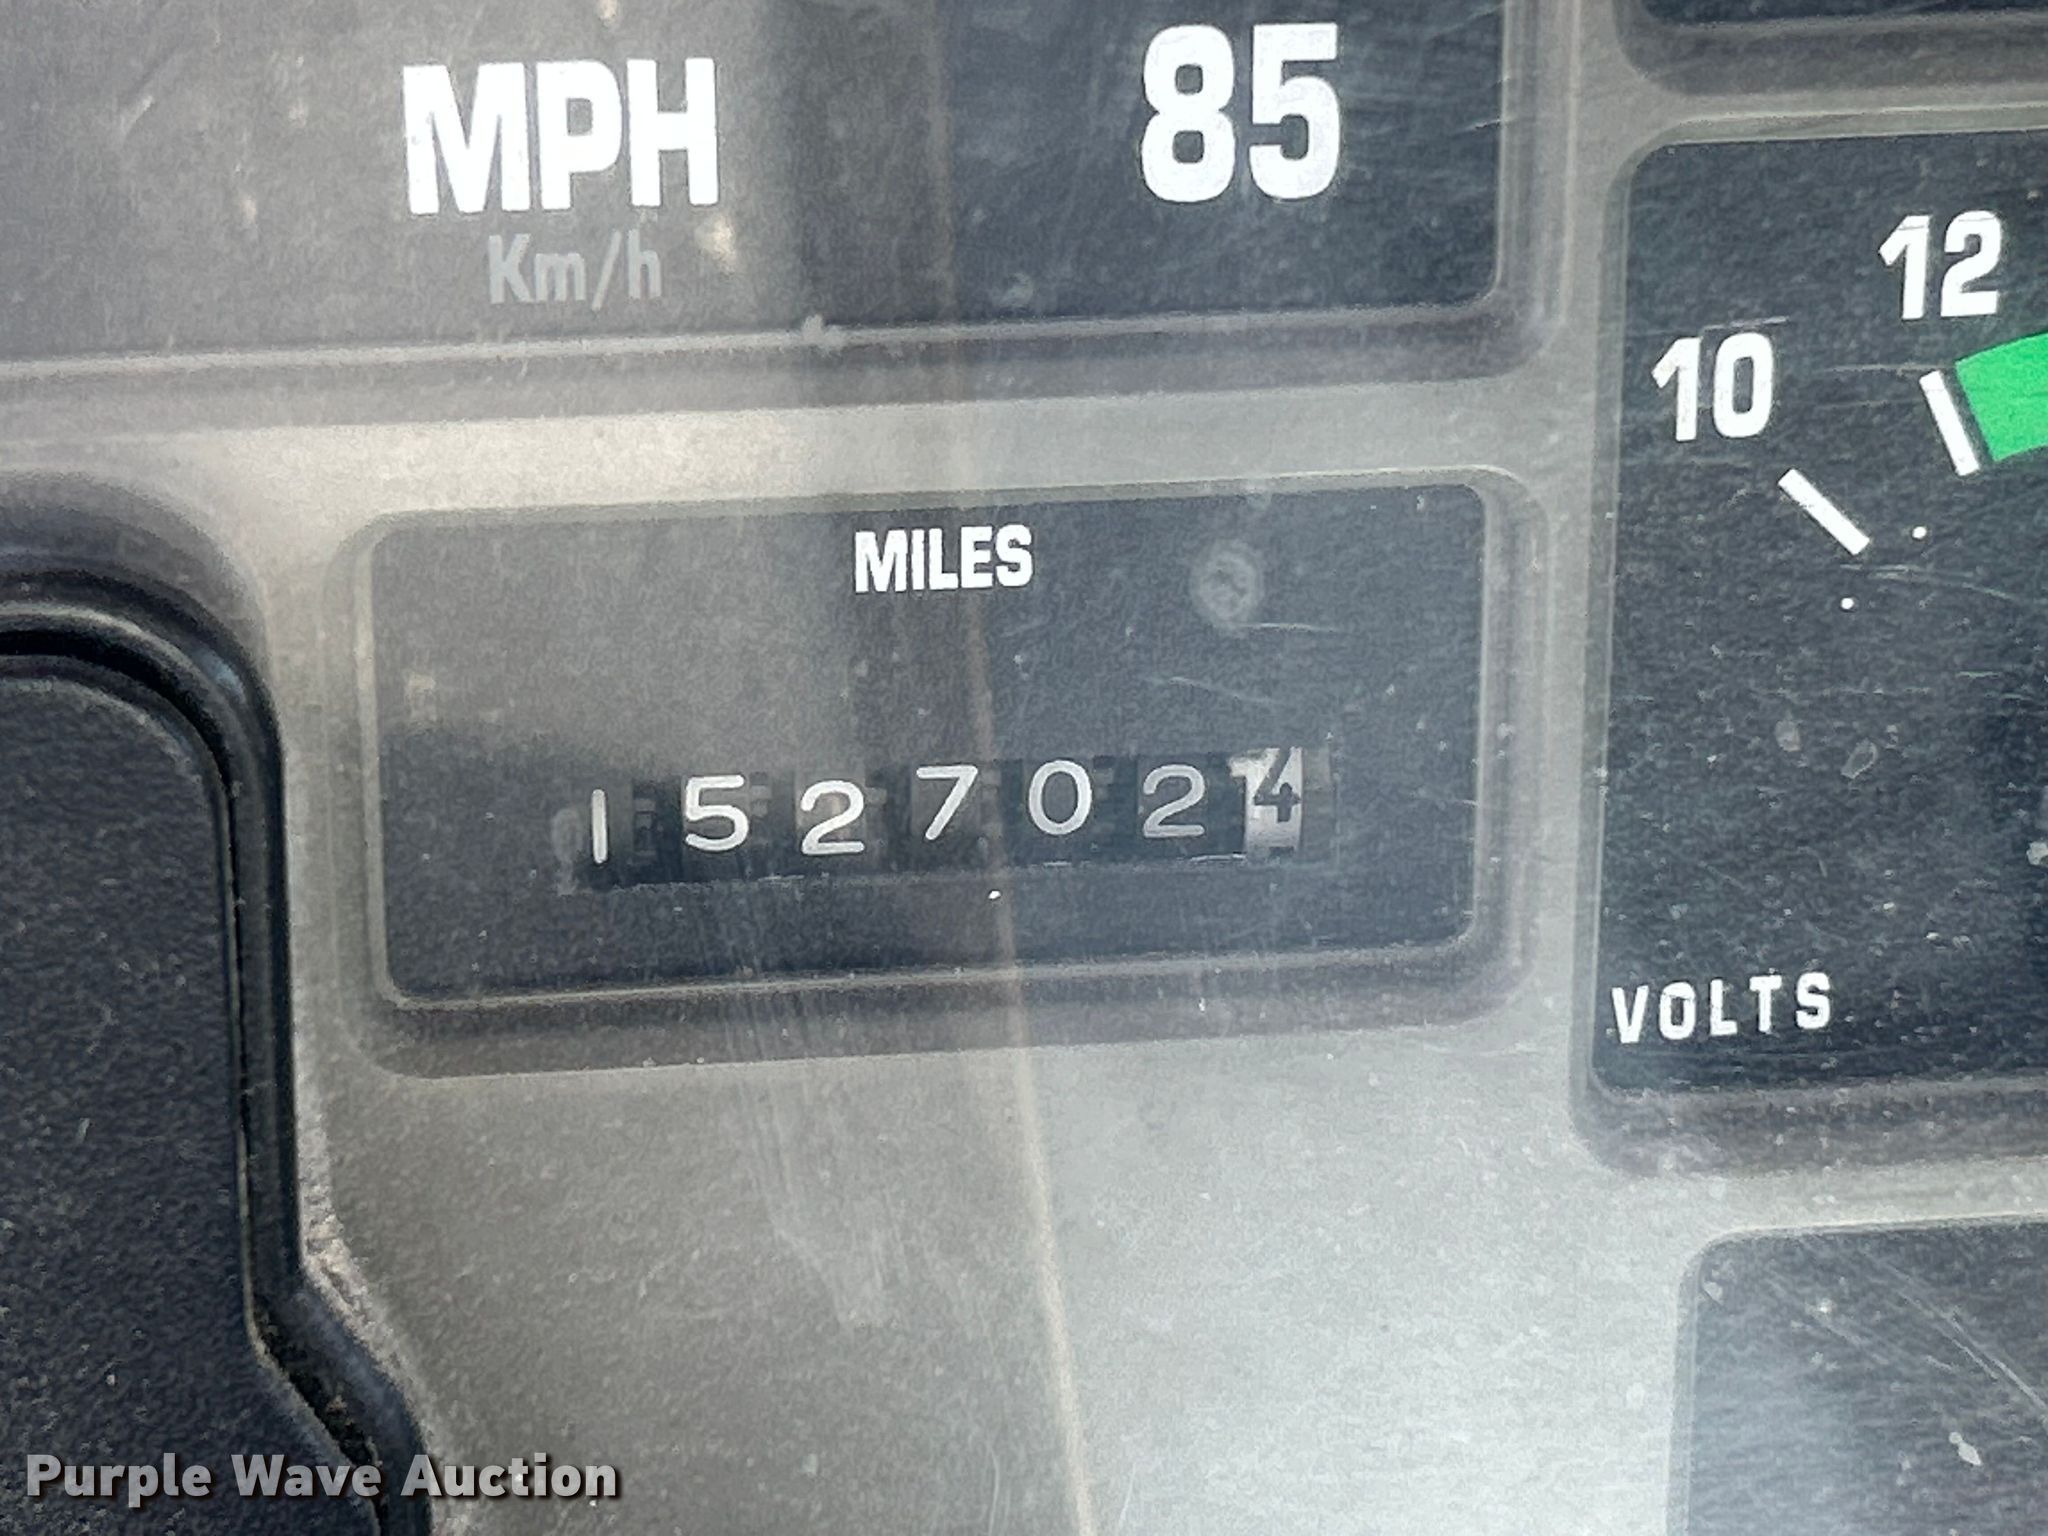 MPH 85
Km/h
12
10
MILES
1527024
VOLTS
Purple Wave Auction